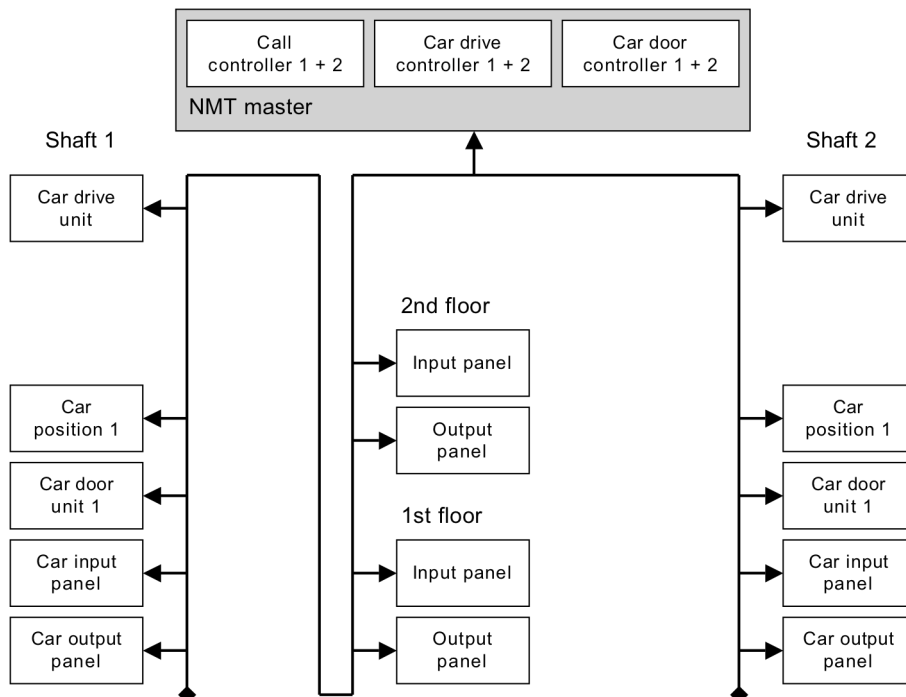 Call
controller 1 + 2
Car drive
controller 1 + 2
Car door
controller 1 + 2
NMT master
Shaft 1
Shaft 2
Car drive
unit
Car drive
unit
2nd floor
Input panel
Output
panel
1st floor
Input panel
Output
panel
Car
position 1
Car door
unit 1
Car input
panel
Car output
panel
Car
position 1
Car door
unit 1
Car input
panel
Car output
panel